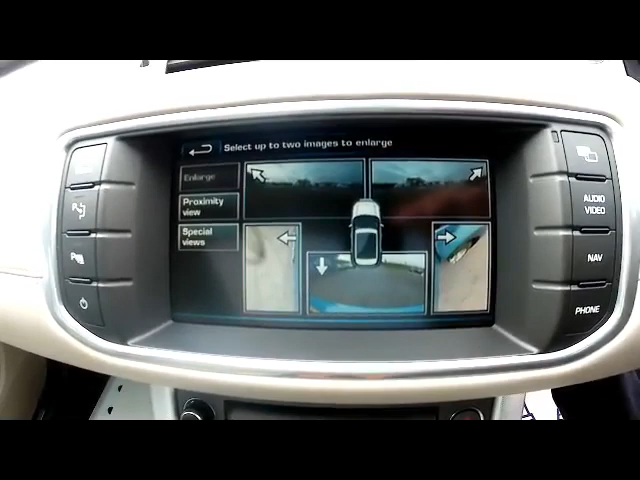 Select up to two images to enlarge
Enlarge
Proximity
view
Special
views
AUDIO
VIDEO
NAV
PHONE